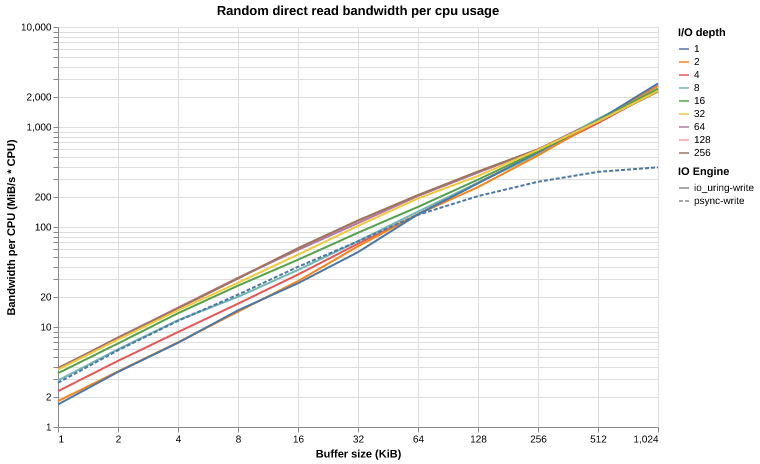 Random direct read bandwidth per cpu usage
Bandwidth per CPU (MiB/s * CPU)
10,000
2,000
1,000
200
100
20
10
2
1
1 2 4 8 16 32 64 128 256 512 1,024
Buffer size (KiB)
I/O depth
1
2
4
8
16
32
64
128
256
IO Engine
io_uring-write
psync-write